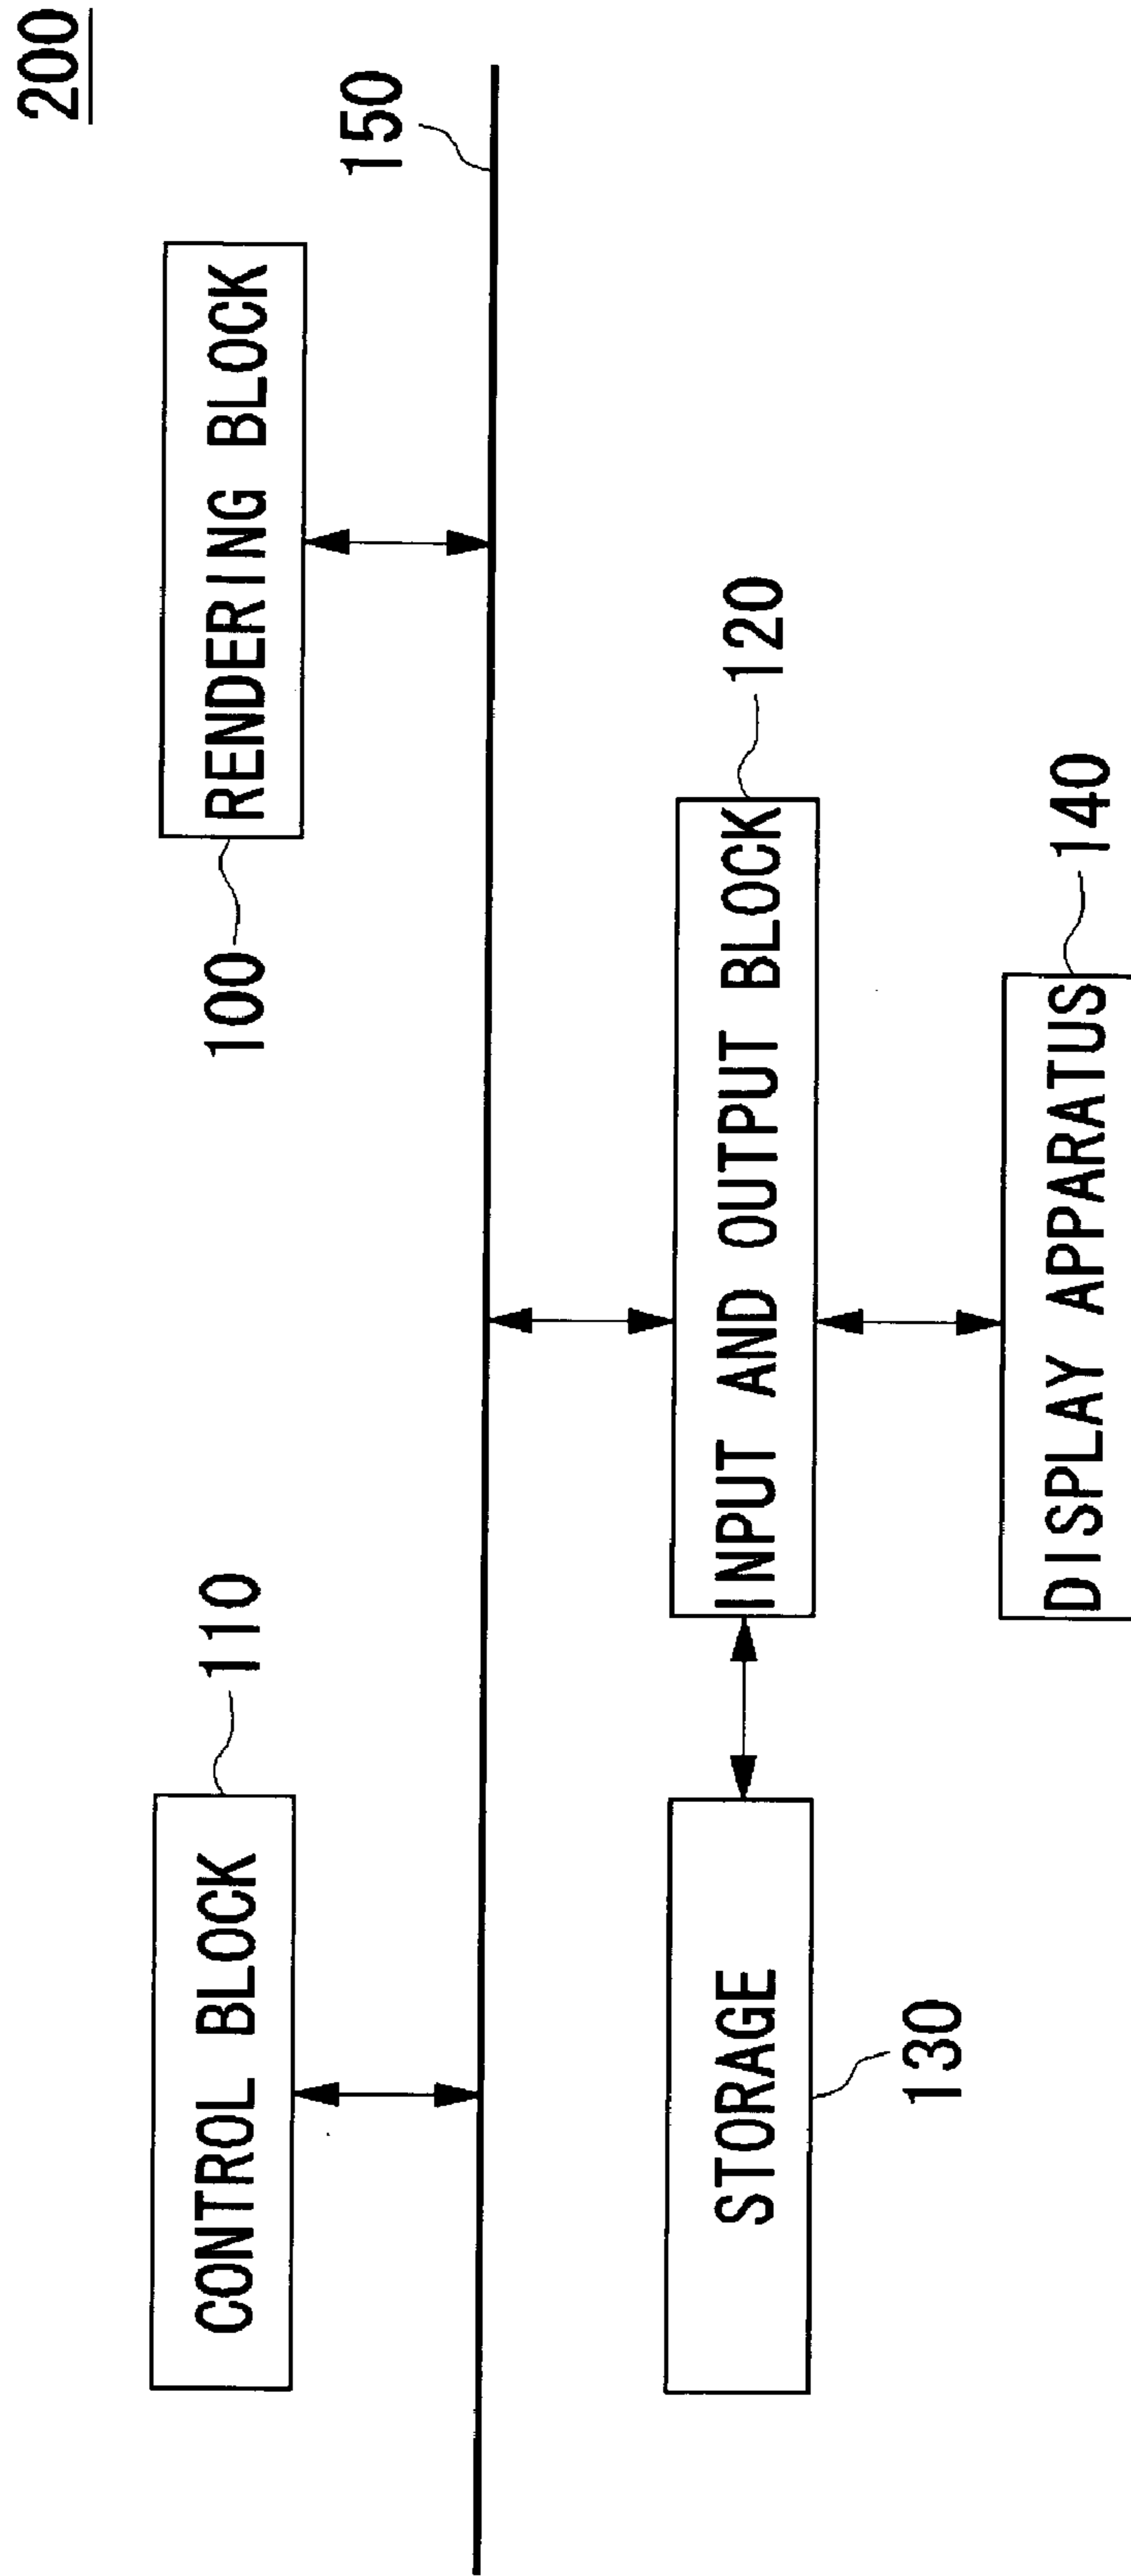 200
CONTROL BLOCK
110
100
RENDERING BLOCK
150
STORAGE
130
INPUT AND OUTPUT BLOCK
120
DISPLAY APPARATUS
140